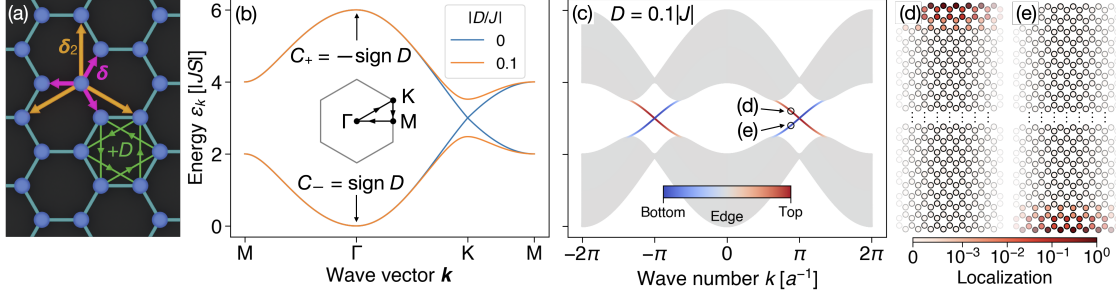 (a)
δ₂
δ
+D
(b)
Energy εₖ [|JS|]
6
4
2
0
C₊ = −sign D
C₋ = sign D
|D/J|
0
0.1
Γ
K
M
M
Γ
K
M
Wave vector k
(c)
D = 0.1|J|
(d)
(e)
Bottom
Edge
Top
−2π
−π
0
π
2π
Wave number k [a⁻¹]
(d)
(e)
0
10⁻³
10⁻²
10⁻¹
10⁰
Localization